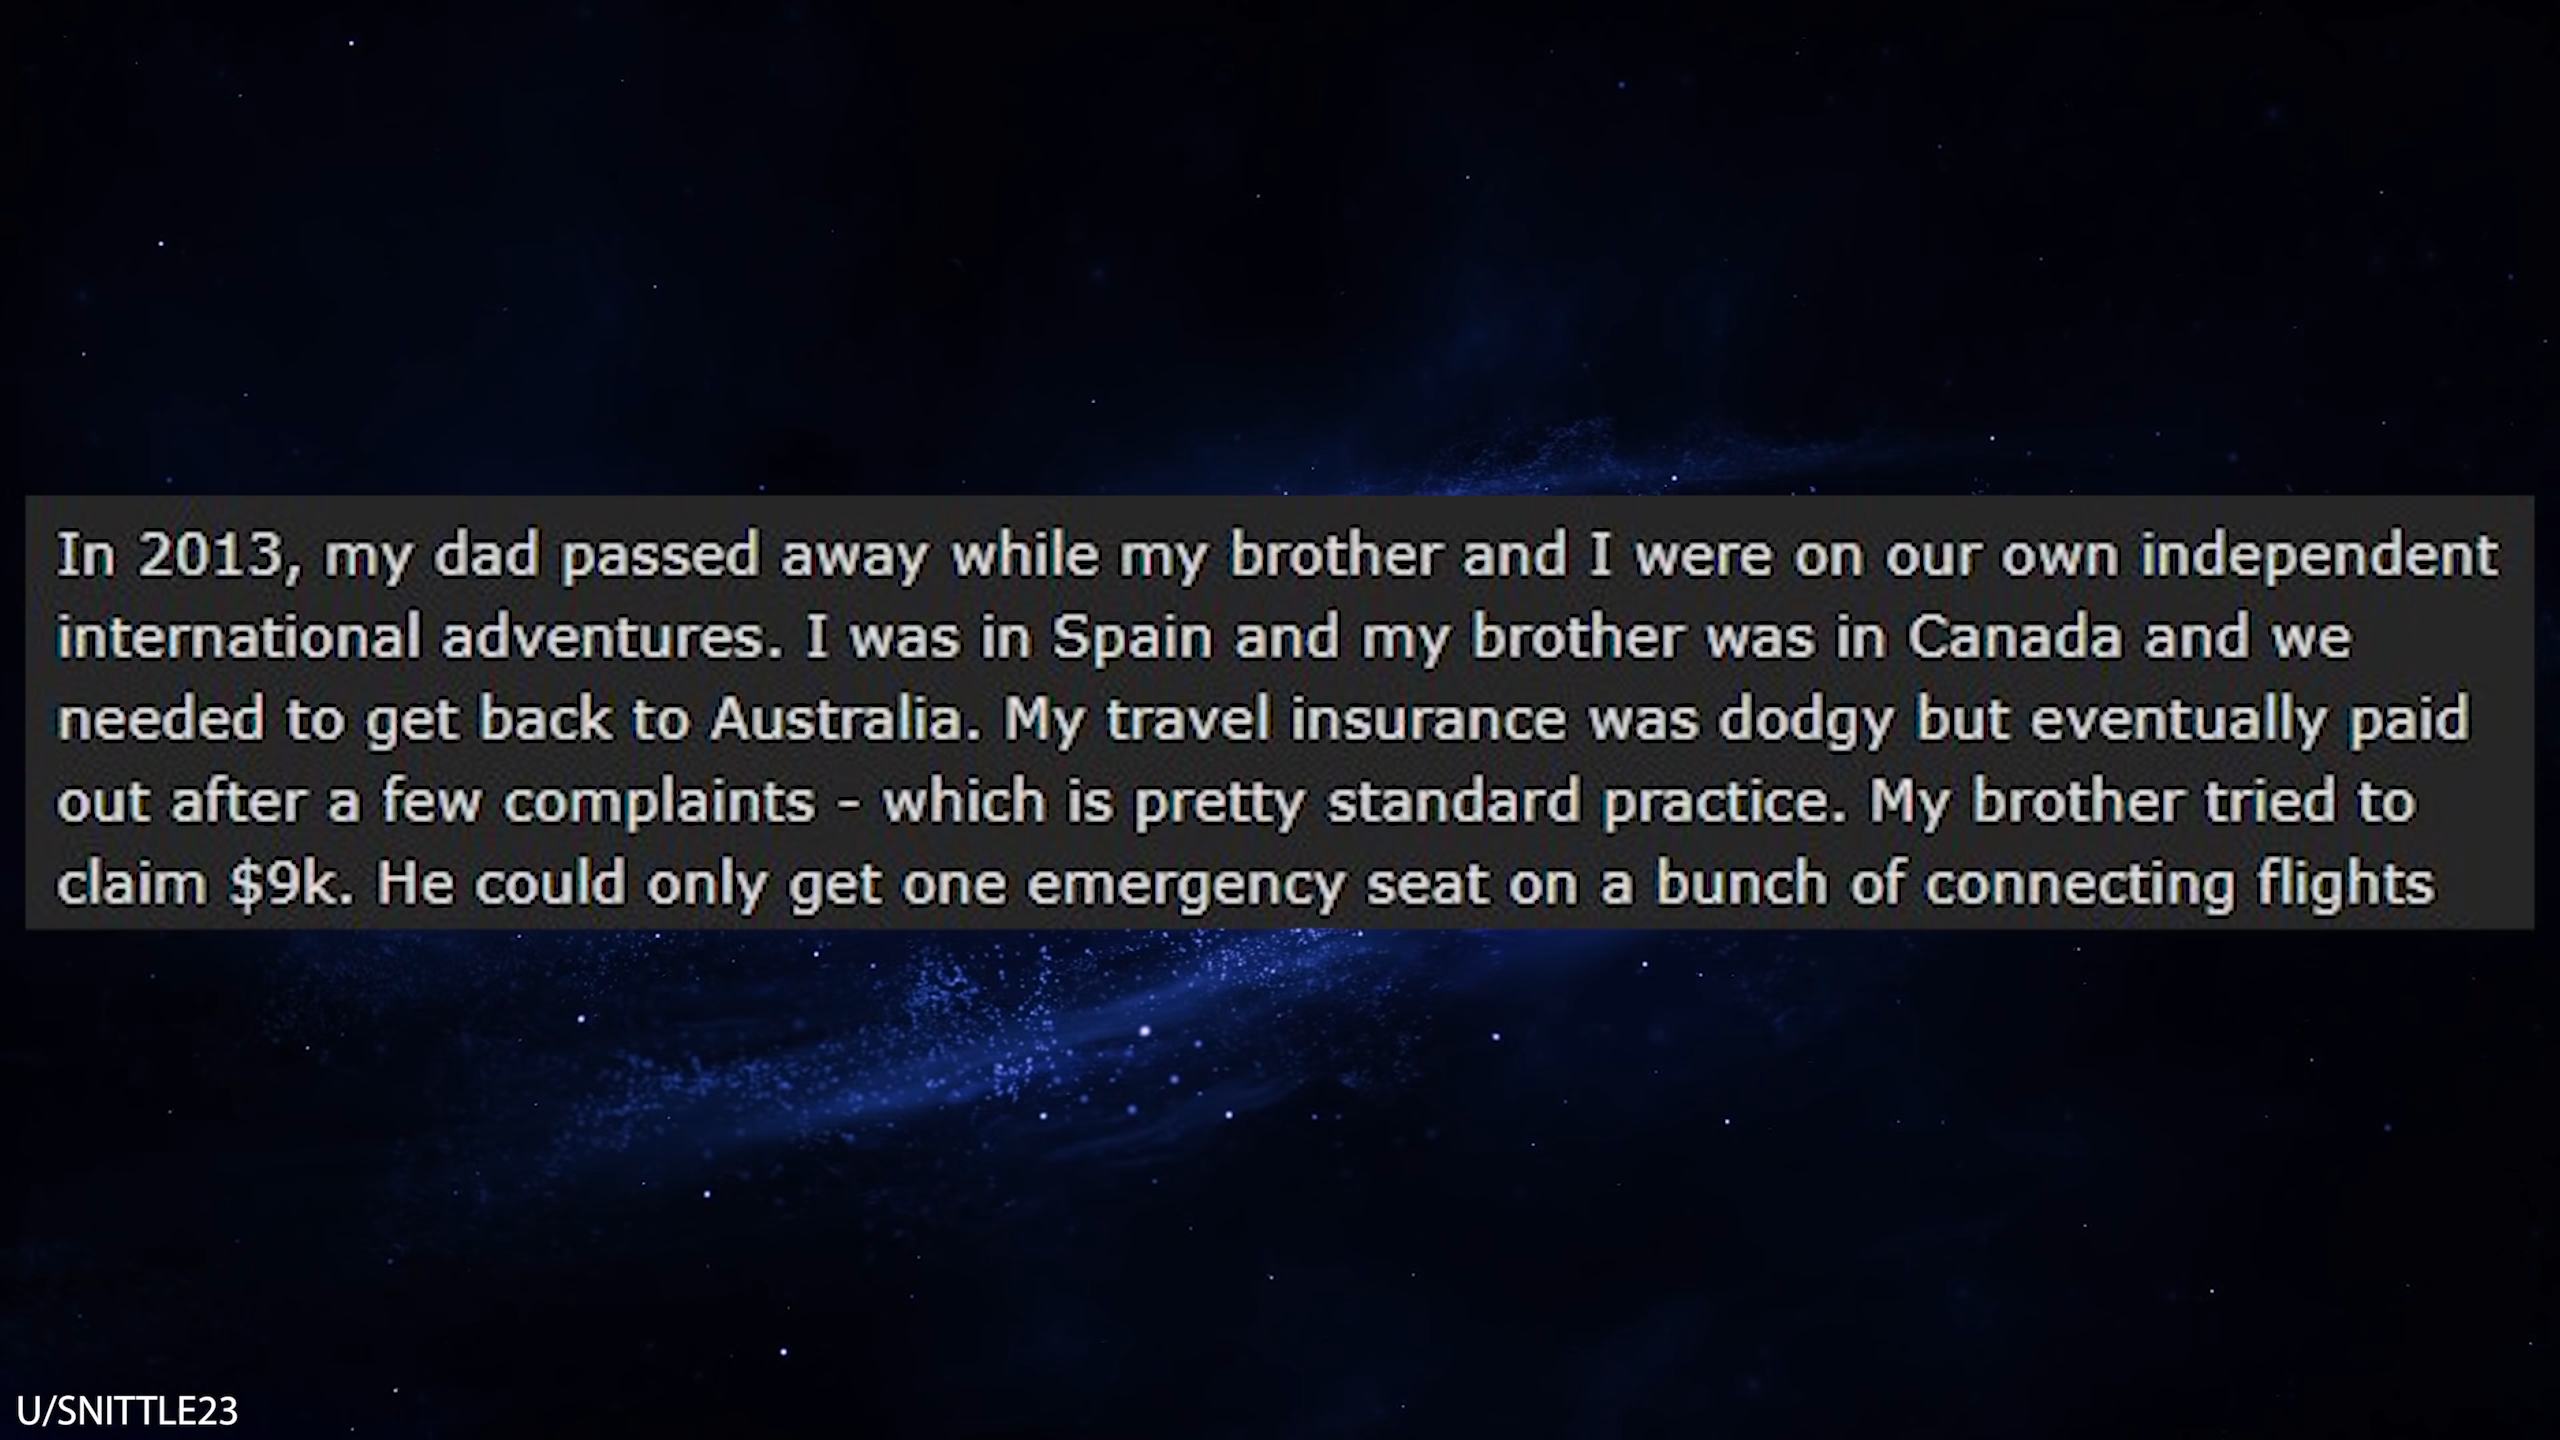 In 2013, my dad passed away while my brother and I were on our own independent
international adventures. I was in Spain and my brother was in Canada and we
needed to get back to Australia. My travel insurance was dodgy but eventually paid
out after a few complaints - which is pretty standard practice. My brother tried to
claim $9k. He could only get one emergency seat on a bunch of connecting flights
U/SNITTLE23